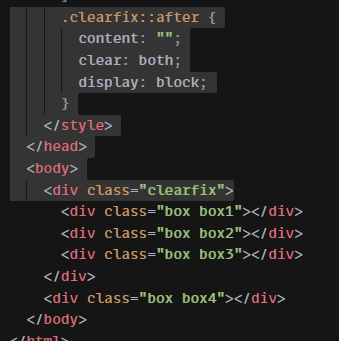 .clearfix::after {
content: "";
clear: both;
display: block;
}
</style>
</head>
<body>
<div class="clearfix">
<div class="box box1"></div>
<div class="box box2"></div>
<div class="box box3"></div>
</div>
<div class="box box4"></div>
</body>
</html>